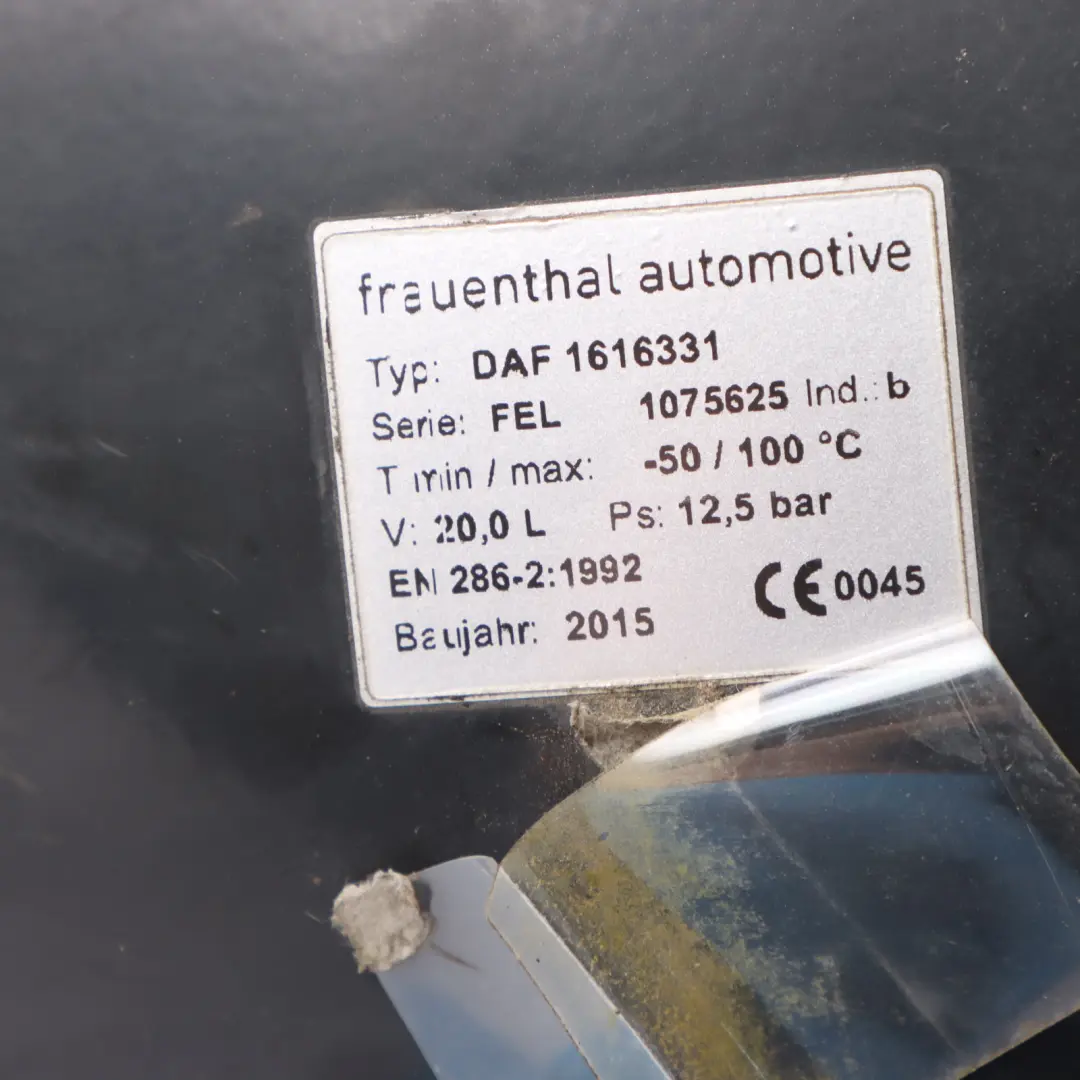 frauenthal automotive
Typ: DAF 1616331
Serie: FEL 1075625 Ind.: b
T min / max: -50 / 100 °C
V: 20,0 L Ps: 12,5 bar
EN 286-2:1992
CE 0045
Baujahr: 2015